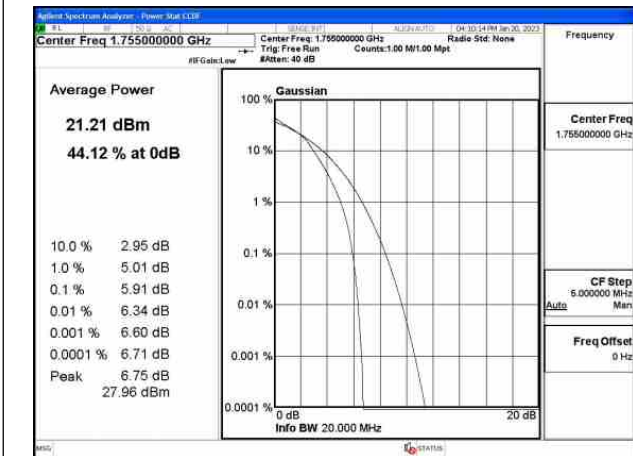 Agilent Spectrum Analyzer - Power Stat CCDF
RL RF 50 Ω AC SENSE:INT ALIGN AUTO 04:10:14 PM Jan 20, 2023
Center Freq 1.755000000 GHz
Center Freq: 1.755000000 GHz
Radio Std: None
Trig: Free Run
Counts:1.00 M/1.00 Mpt
#IFGain:Low
#Atten: 40 dB
Frequency
Average Power
21.21 dBm
44.12 % at 0dB
10.0 % 2.95 dB
1.0 % 5.01 dB
0.1 % 5.91 dB
0.01 % 6.34 dB
0.001 % 6.60 dB
0.0001 % 6.71 dB
Peak 6.75 dB
27.96 dBm
Gaussian
100 %
10 %
1 %
0.1 %
0.01 %
0.001 %
0.0001 %
0 dB
20 dB
Info BW 20.000 MHz
Center Freq
1.755000000 GHz
CF Step
5.000000 MHz
Auto Man
Freq Offset
0 Hz
MSG
STATUS